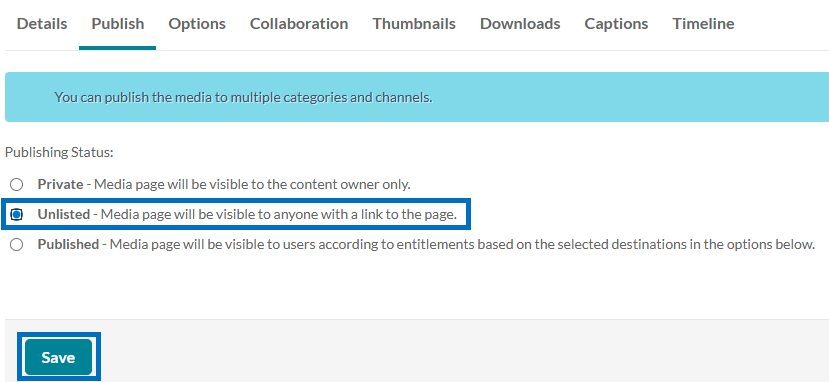 Details Publish Options Collaboration Thumbnails Downloads Captions Timeline
You can publish the media to multiple categories and channels.
Publishing Status:
Private - Media page will be visible to the content owner only.
Unlisted - Media page will be visible to anyone with a link to the page.
Published - Media page will be visible to users according to entitlements based on the selected destinations in the options below.
Save